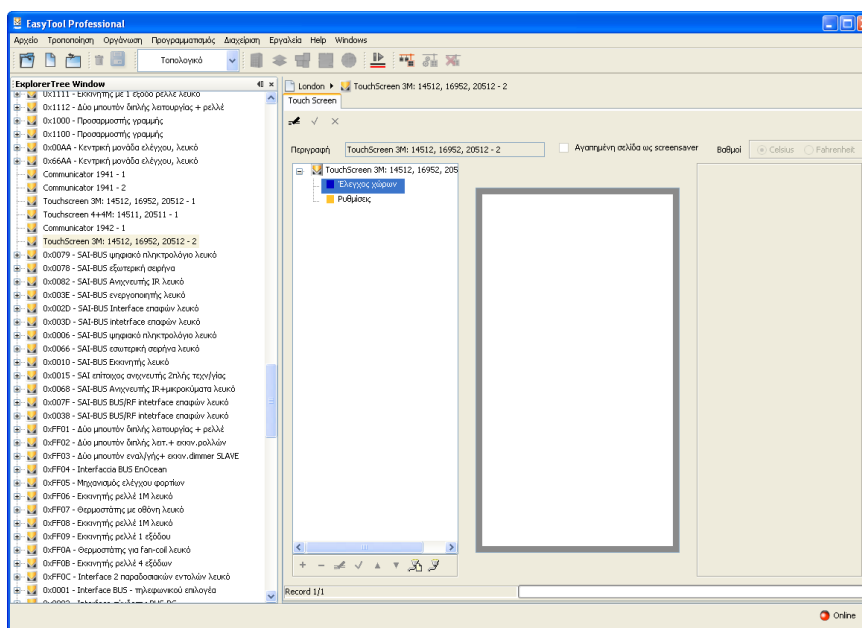 EasyTool Professional
Αρχείο Τροποποίηση Οργάνωση Προγραμματισμός Διαχείριση Εργαλεία Help Windows
Τοπολογικό
ExplorerTree Window
London TouchScreen 3M: 14512, 16952, 20512 - 2
Touch Screen
0x1111 - Εκκινητής με 1 έξοδο ρελλέ λευκό
0x1112 - Δύο μπουτόν διπλής λειτουργίας + ρελλέ
0x1000 - Προσαρμοστής γραμμής
0x1100 - Προσαρμοστής γραμμής
0x00AA - Κεντρική μονάδα ελέγχου, λευκό
0x66AA - Κεντρική μονάδα ελέγχου, λευκό
Communicator 1941 - 1
Communicator 1941 - 2
Touchscreen 3M: 14512, 16952, 20512 - 1
Touchscreen 4+4M: 14511, 20511 - 1
Communicator 1942 - 1
TouchScreen 3M: 14512, 16952, 20512 - 2
0x0079 - SAI-BUS ψηφιακό πληκτρολόγιο λευκό
0x0078 - SAI-BUS εξωτερική σειρήνα
0x0082 - SAI-BUS Ανιχνευτής IR λευκό
0x003E - SAI-BUS ενεργοποιητής λευκό
0x002D - SAI-BUS Interface επαφών λευκό
0x003D - SAI-BUS intetrface επαφών λευκό
0x0006 - SAI-BUS ψηφιακό πληκτρολόγιο λευκό
0x0066 - SAI-BUS εσωτερική σειρήνα λευκό
0x0010 - SAI-BUS Εκκινητής λευκό
0x0015 - SAI επίτοιχος ανιχνευτής 2πλής τεχν/γίας
0x0068 - SAI-BUS Ανιχνευτής IR+μικροκύματα λευκό
0x007F - SAI-BUS BUS/RF intetrface επαφών λευκό
0x0038 - SAI-BUS BUS/RF intetrface επαφών λευκό
0xFF01 - Δύο μπουτόν διπλής λειτουργίας + ρελλέ
0xFF02 - Δύο μπουτόν διπλής λειτ.+ εκκιν.ρολλών
0xFF03 - Δύο μπουτόν εναλ/γής+ εκκιν.dimmer SLAVE
0xFF04 - Interfaccia BUS EnOcean
0xFF05 - Μηχανισμός ελέγχου φορτίων
0xFF06 - Εκκινητής ρελλέ 1M λευκό
0xFF07 - Θερμοστάτης με οθόνη λευκό
0xFF08 - Εκκινητής ρελλέ 1M λευκό
0xFF09 - Εκκινητής ρελλέ 1 εξόδου
0xFF0A - Θερμοστάτης για fan-coil λευκό
0xFF0B - Εκκινητής ρελλέ 4 εξόδων
0xFF0C - Interface 2 παραδοσιακών εντολών λευκό
0x0001 - Interface BUS - τηλεφωνικού επιλογέα
Περιγραφή TouchScreen 3M: 14512, 16952, 20512 - 2 Αγαπημένη σελίδα ως screensaver Βαθμοί Celsius Fahrenheit
TouchScreen 3M: 14512, 16952, 205
Έλεγχος χώρων
Ρυθμίσεις
Record 1/1
Online